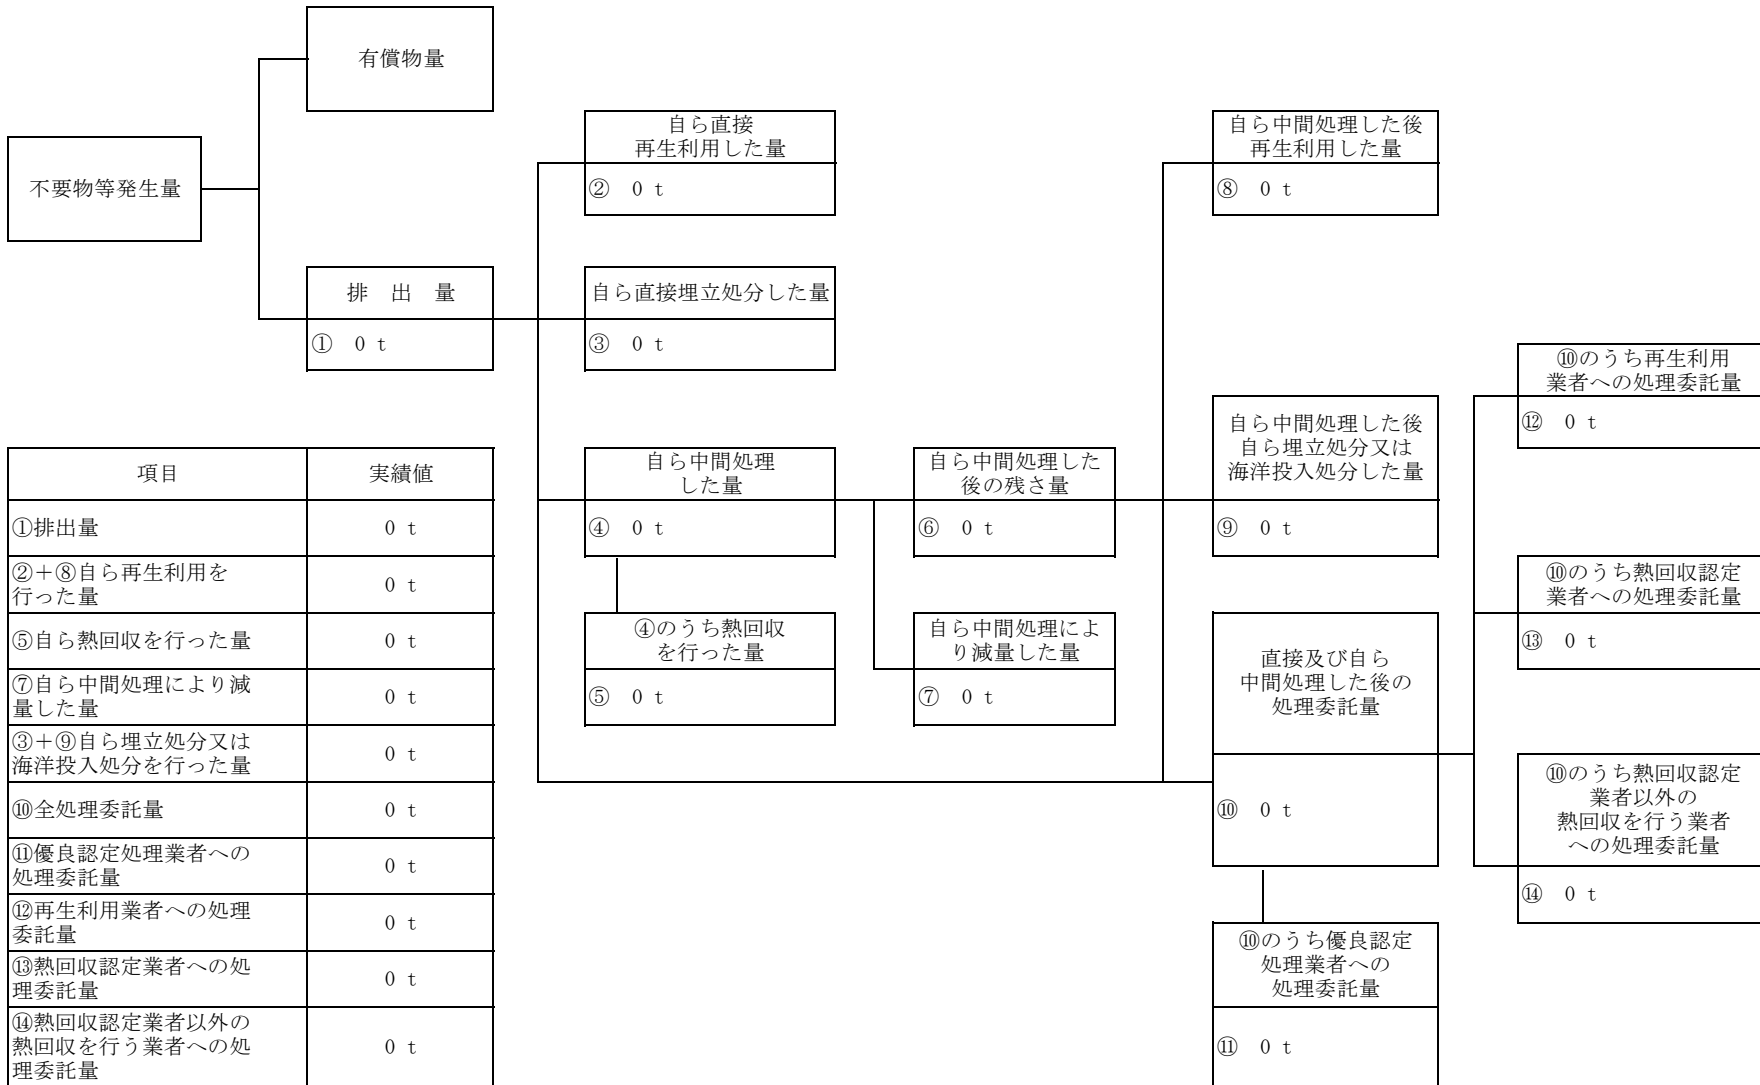 有償物量
不要物等発生量
排 出 量
① 0 t
自ら直接
再生利用した量
② 0 t
自ら直接埋立処分した量
③ 0 t
自ら中間処理
した量
④ 0 t
④のうち熱回収
を行った量
⑤ 0 t
自ら中間処理した
後の残さ量
⑥ 0 t
自ら中間処理によ
り減量した量
⑦ 0 t
自ら中間処理した後
再生利用した量
⑧ 0 t
自ら中間処理した後
自ら埋立処分又は
海洋投入処分した量
⑨ 0 t
直接及び自ら
中間処理した後の
処理委託量
⑩ 0 t
⑩のうち優良認定
処理業者への
処理委託量
⑪ 0 t
⑩のうち再生利用
業者への処理委託量
⑫ 0 t
⑩のうち熱回収認定
業者への処理委託量
⑬ 0 t
⑩のうち熱回収認定
業者以外の
熱回収を行う業者
への処理委託量
⑭ 0 t
項目 実績値
①排出量 0 t
②＋⑧自ら再生利用を
行った量 0 t
⑤自ら熱回収を行った量 0 t
⑦自ら中間処理により減
量した量 0 t
③＋⑨自ら埋立処分又は
海洋投入処分を行った量 0 t
⑩全処理委託量 0 t
⑪優良認定処理業者への
処理委託量 0 t
⑫再生利用業者への処理
委託量 0 t
⑬熱回収認定業者への処
理委託量 0 t
⑭熱回収認定業者以外の
熱回収を行う業者への処
理委託量 0 t